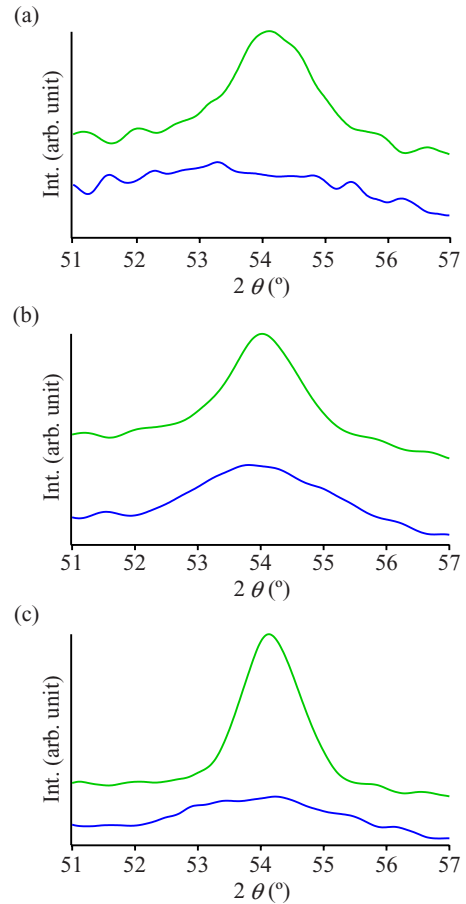 (a)
Int. (arb. unit)
51 52 53 54 55 56 57
2 θ (º)
(b)
Int. (arb. unit)
51 52 53 54 55 56 57
2 θ (º)
(c)
Int. (arb. unit)
51 52 53 54 55 56 57
2 θ (º)